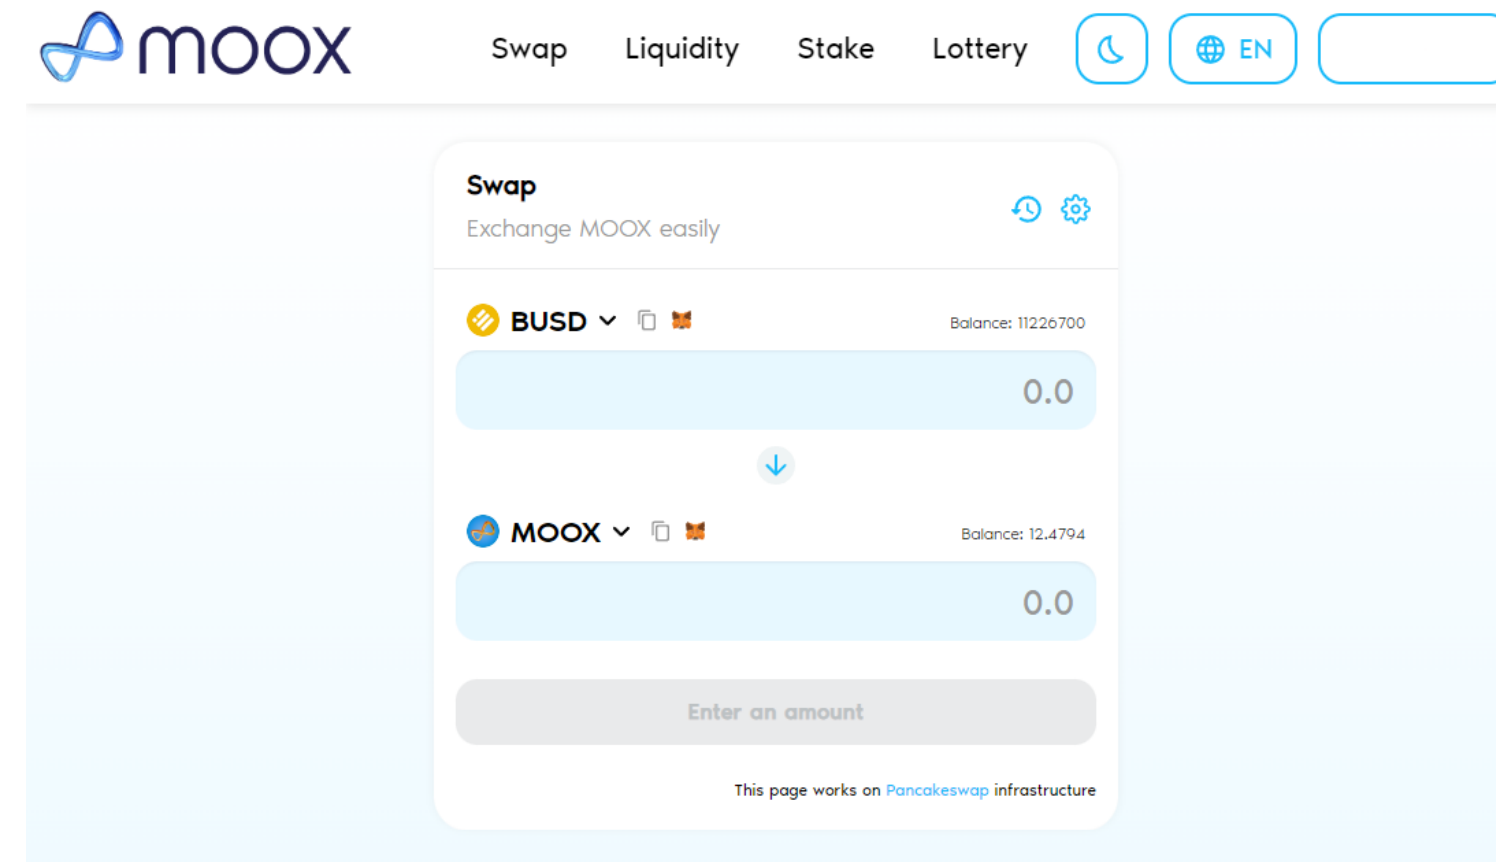 moox
Swap Liquidity Stake Lottery EN
Swap
Exchange MOOX easily
BUSD Balance: 11226700
0.0
MOOX Balance: 12.4794
0.0
Enter an amount
This page works on Pancakeswap infrastructure